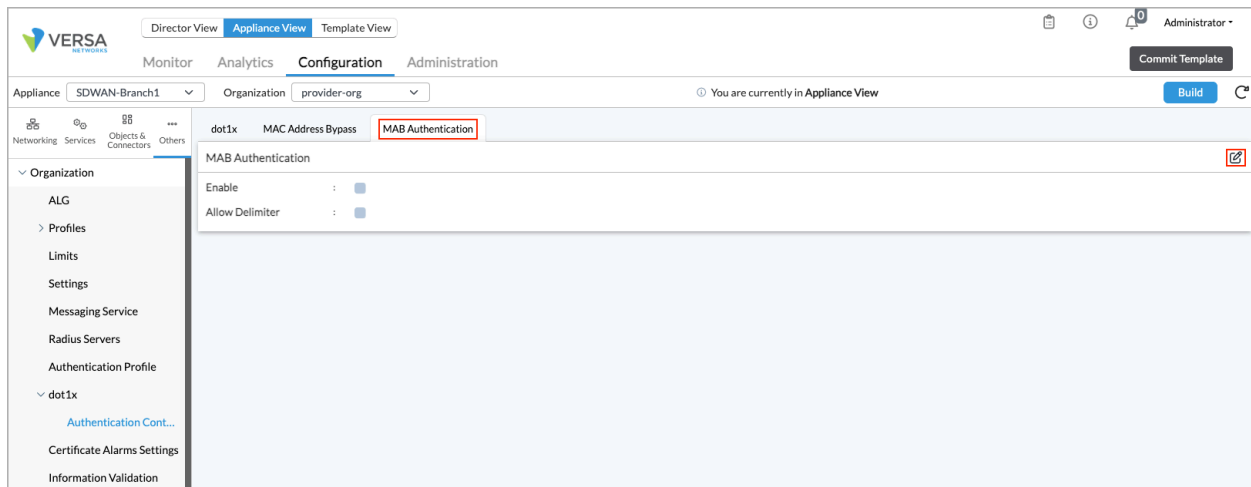 VERSA
NETWORKS
Director View Appliance View Template View
0
Administrator
Monitor Analytics Configuration Administration
Commit Template
Appliance SDWAN-Branch1 Organization provider-org You are currently in Appliance View Build
Networking Services Objects & Connectors Others
dot1x MAC Address Bypass MAB Authentication
MAB Authentication
Enable :
Allow Delimiter :
Organization
ALG
Profiles
Limits
Settings
Messaging Service
Radius Servers
Authentication Profile
dot1x
Authentication Cont...
Certificate Alarms Settings
Information Validation